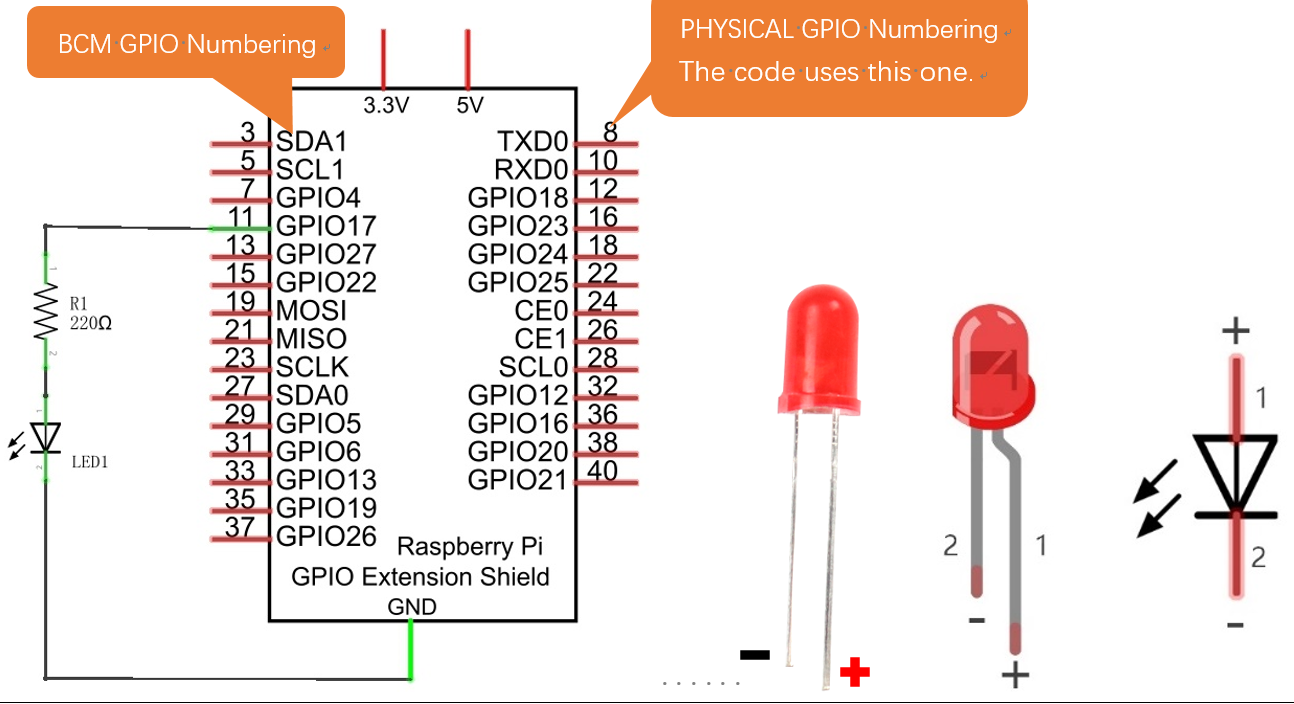 BCM GPIO Numbering
PHYSICAL GPIO Numbering
The code uses this one.
3.3V 5V
3 SDA1 TXD0 8
5 SCL1 RXD0 10
7 GPIO4 GPIO18 12
11 GPIO17 GPIO23 16
13 GPIO27 GPIO24 18
15 GPIO22 GPIO25 22
19 MOSI CE0 24
21 MISO CE1 26
23 SCLK SCL0 28
27 SDA0 GPIO12 32
29 GPIO5 GPIO16 36
31 GPIO6 GPIO20 38
33 GPIO13 GPIO21 40
35 GPIO19
37 GPIO26
Raspberry Pi
GPIO Extension Shield
GND
1
R1
220Ω
2
1
LED1
2
- +
2 1
- +
+
1
2
-